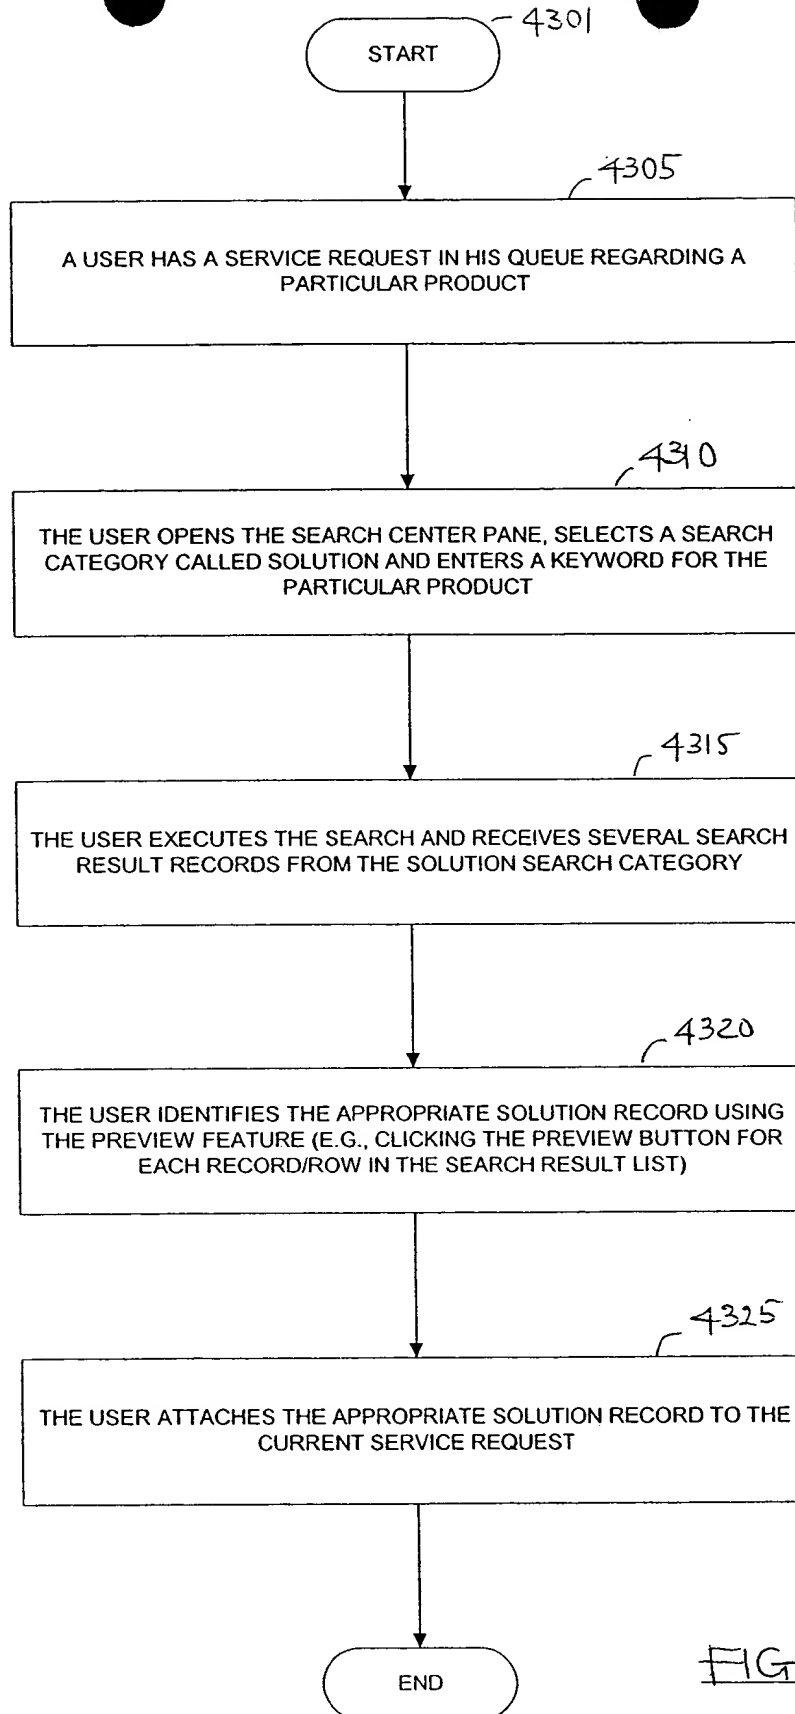 4301
START
4305
A USER HAS A SERVICE REQUEST IN HIS QUEUE REGARDING A
PARTICULAR PRODUCT
4310
THE USER OPENS THE SEARCH CENTER PANE, SELECTS A SEARCH
CATEGORY CALLED SOLUTION AND ENTERS A KEYWORD FOR THE
PARTICULAR PRODUCT
4315
THE USER EXECUTES THE SEARCH AND RECEIVES SEVERAL SEARCH
RESULT RECORDS FROM THE SOLUTION SEARCH CATEGORY
4320
THE USER IDENTIFIES THE APPROPRIATE SOLUTION RECORD USING
THE PREVIEW FEATURE (E.G., CLICKING THE PREVIEW BUTTON FOR
EACH RECORD/ROW IN THE SEARCH RESULT LIST)
4325
THE USER ATTACHES THE APPROPRIATE SOLUTION RECORD TO THE
CURRENT SERVICE REQUEST
END
FIG